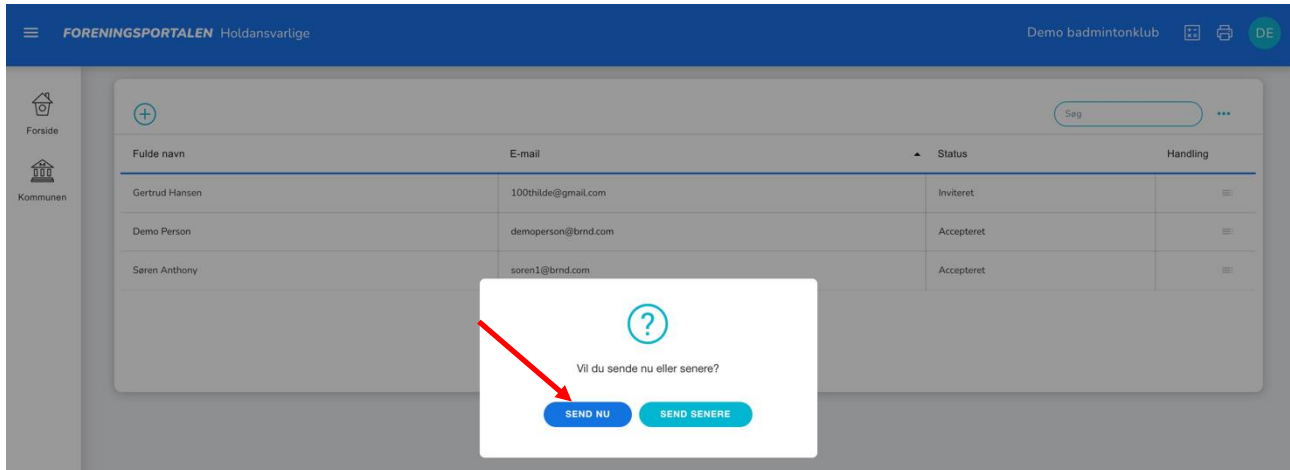 FORENINGSPORTALEN Holdansvarlige
Demo badmintonklub
DE
Forside
Kommunen
Søg
Fulde navn E-mail Status Handling
Gertrud Hansen 100thilde@gmail.com Inviteret
Demo Person demoperson@brnd.com Accepteret
Søren Anthony soren1@brnd.com Accepteret
?
Vil du sende nu eller senere?
SEND NU SEND SENERE